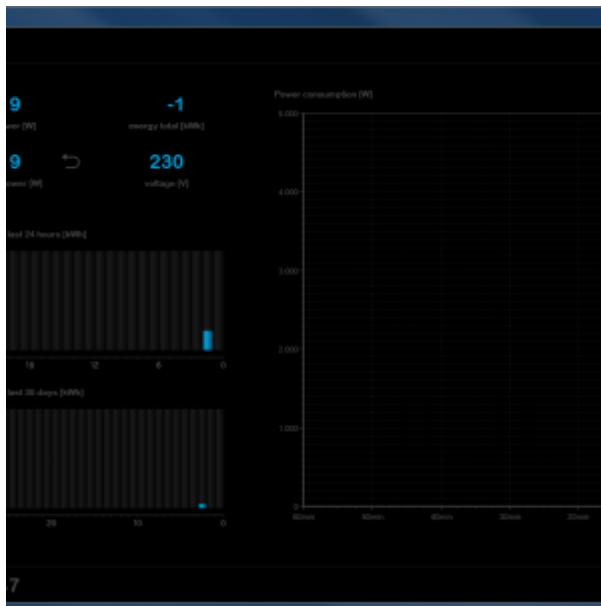 9 -1
energy total [kWh]
9 230
voltage [V]
last 24 hours [kWh]
18 12 6 0
last 30 days [kWh]
20 10 0
Power consumption [W]
5.000
4.000
3.000
2.000
1.000
0
60min 50min 40min 30min 20min